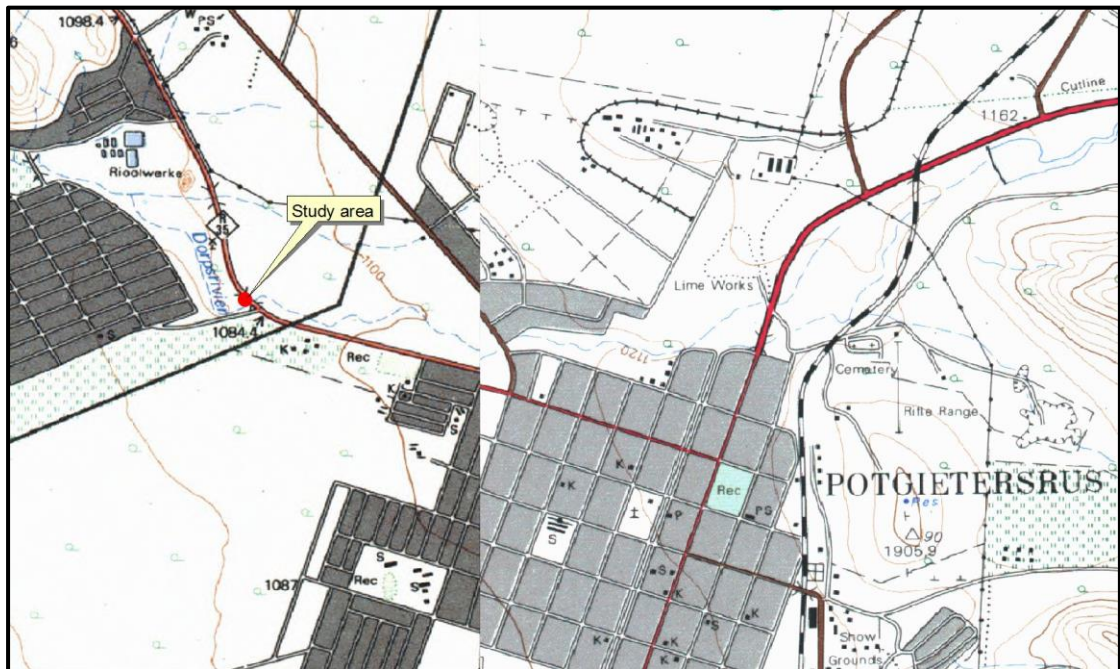 1098.4
W
PS
6
Rioolwerke
R
35
Study area
Dorpsrivier
1100
1084.4
K
Rec
K
S
S
1087
S
Rec
S
Cutline
1162
Lime Works
1120
Cemetery
Rifle Range
POTGIETERSRUS
Res
90
1905.9
Rec
K
K
P
PS
S
S
S
K
K
K
Show
Grounds